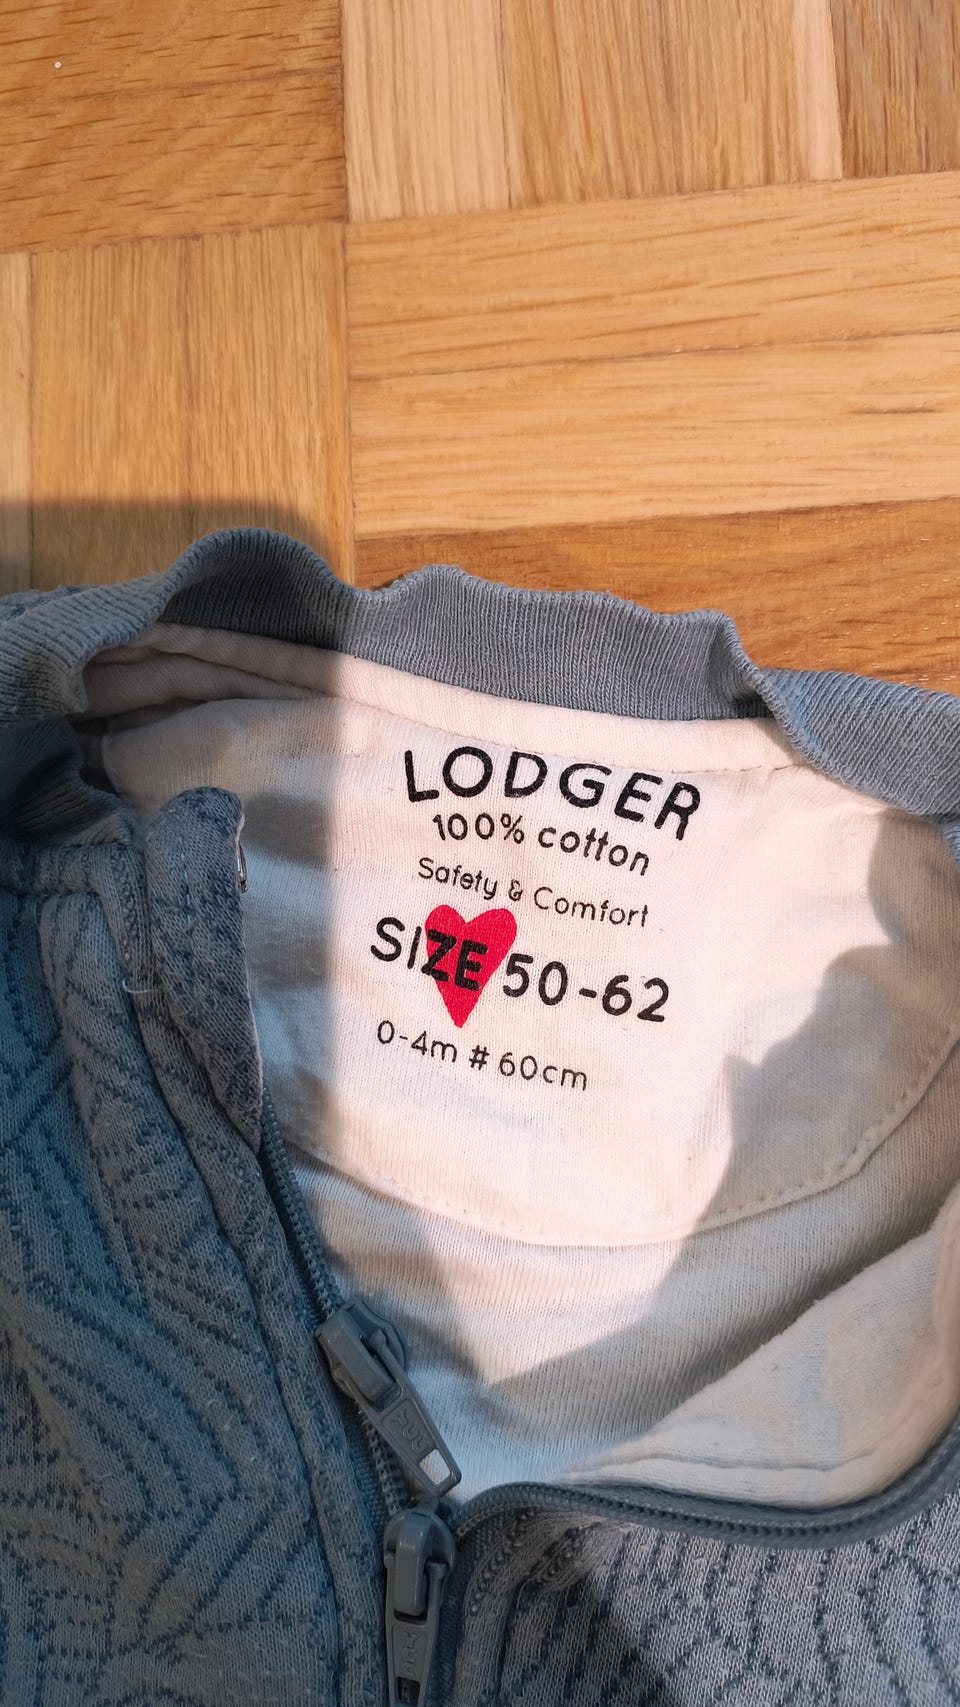 LODGER
100% cotton
Safety & Comfort
SIZE 50-62
0-4m # 60cm